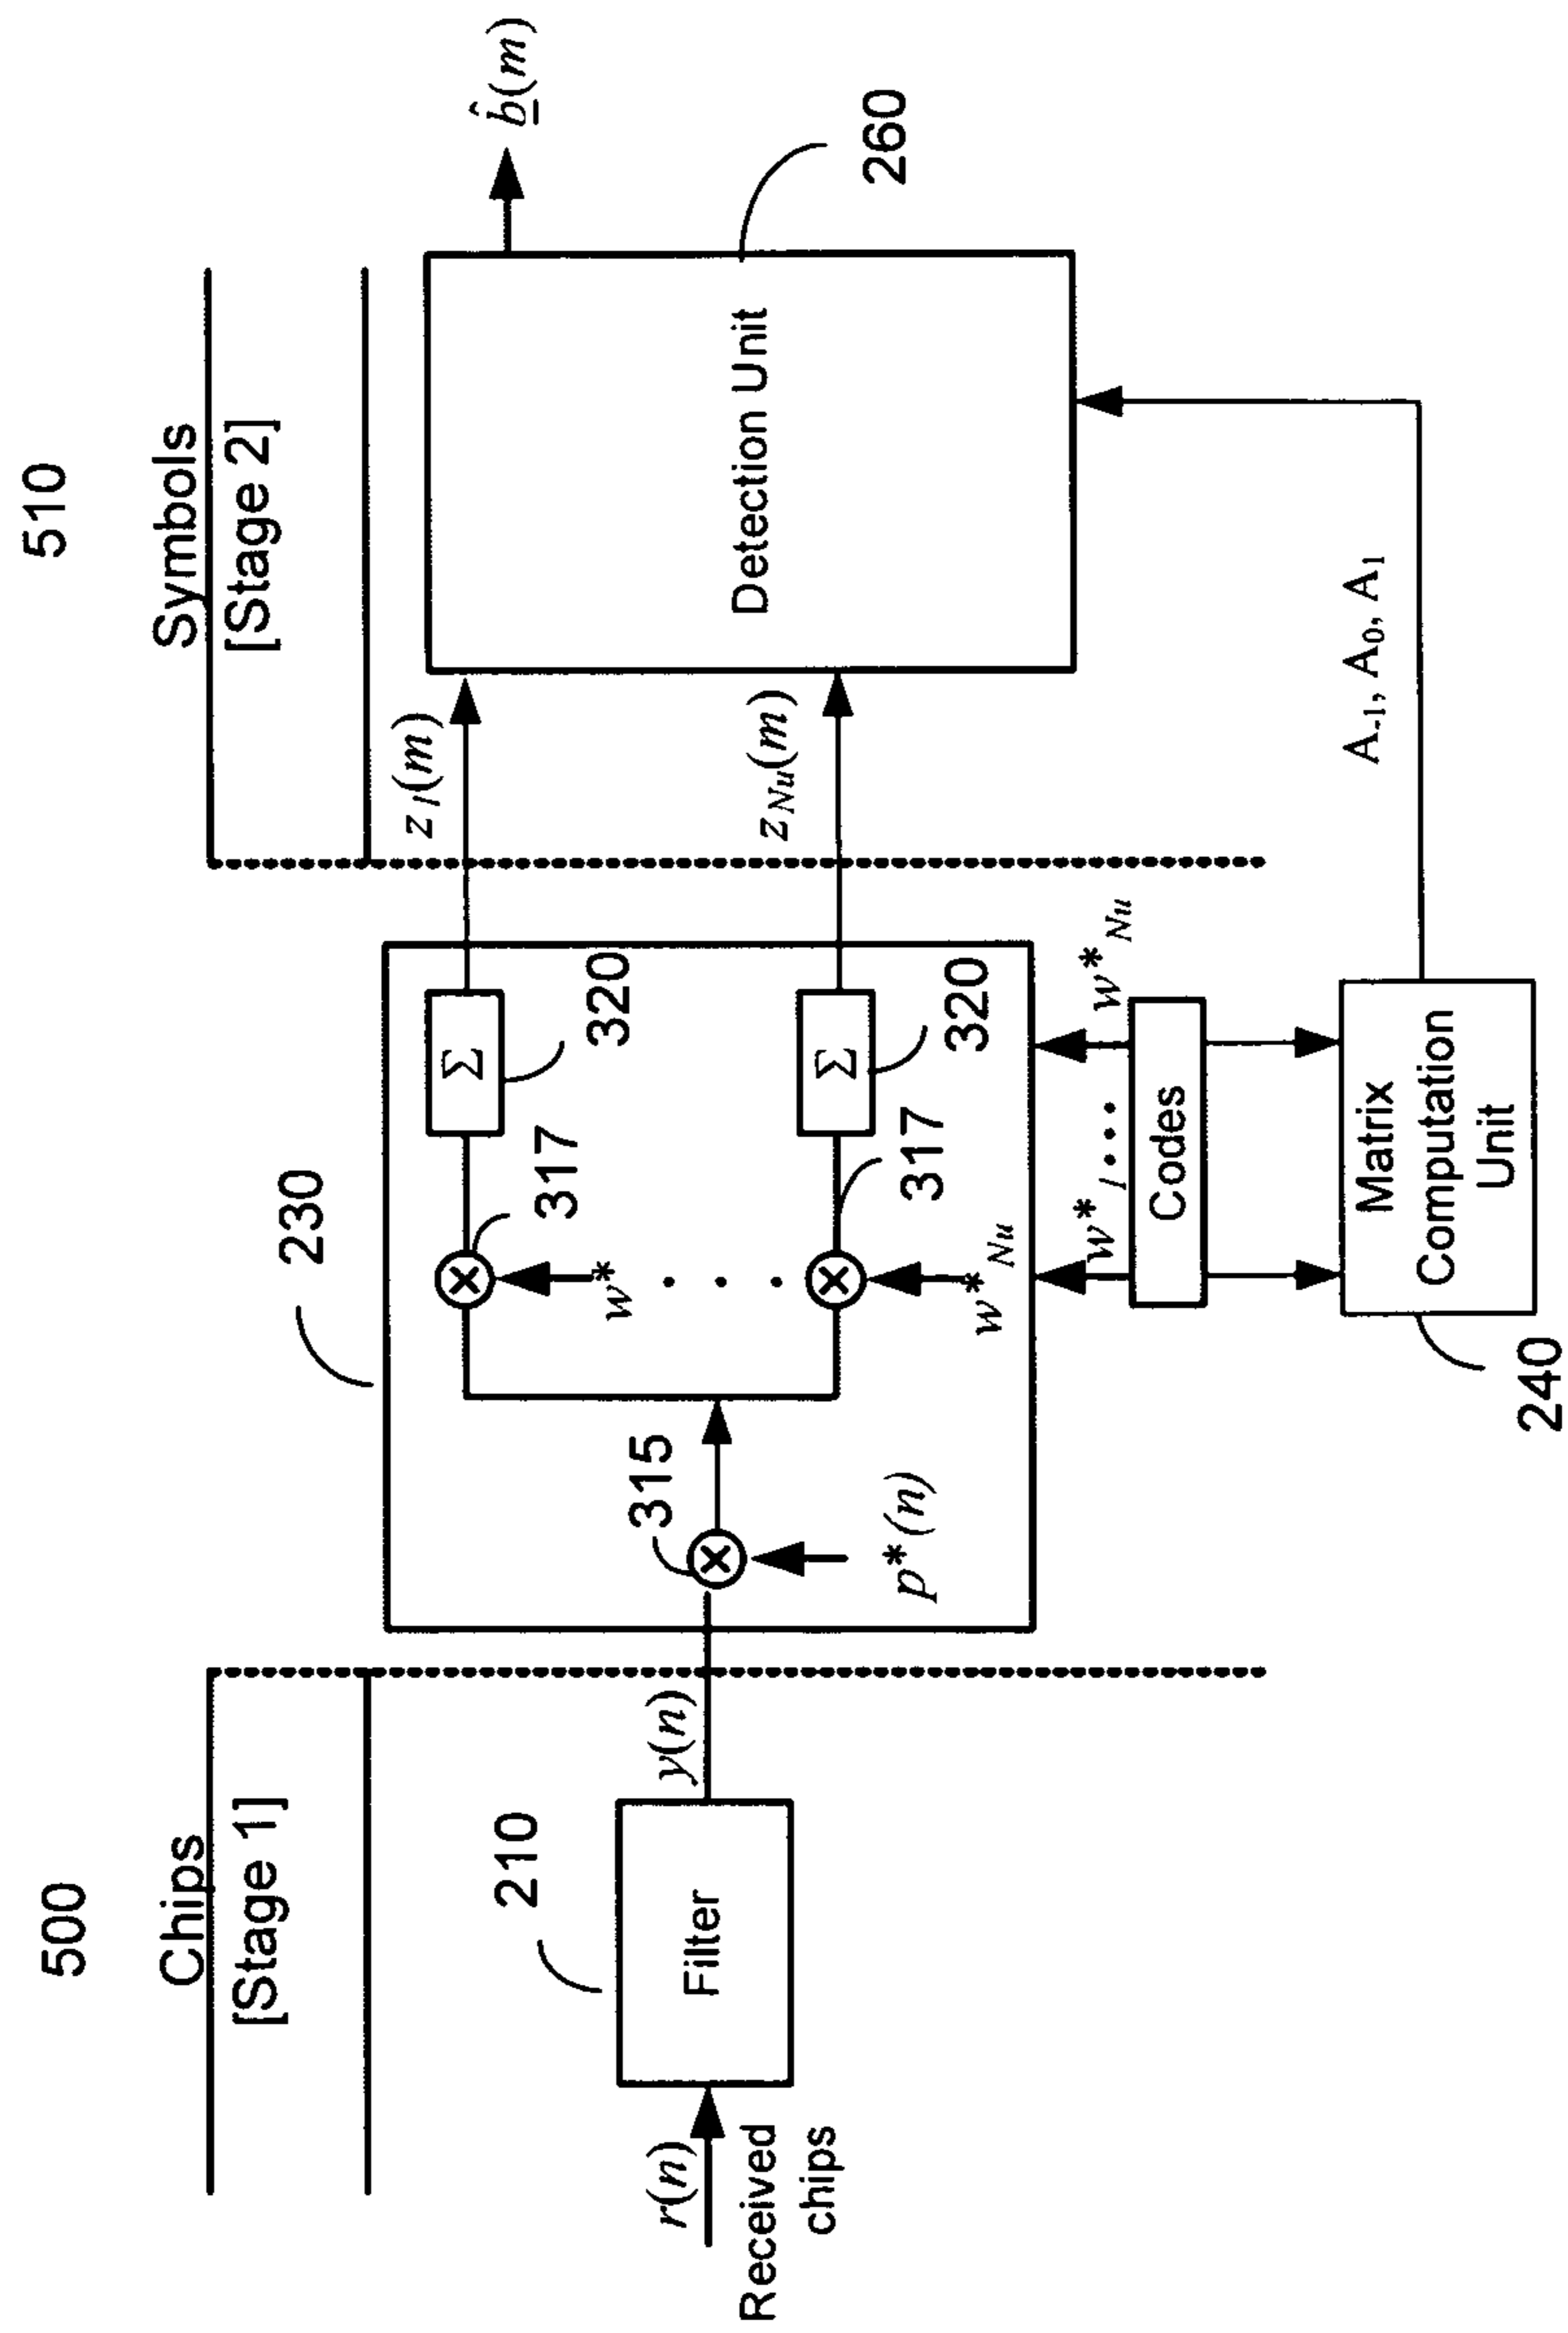 500
510
Chips
[Stage 1]
Symbols
[Stage 2]
r(n)
Received
chips
210
Filter
y(n)
230
315
p*(n)
317
w*
. . .
317
w*Nu
Σ
320
Σ
320
z1(m)
zNu(m)
Detection Unit
260
b̂(m)
w*1 .... w*Nu
Codes
Matrix
Computation
Unit
240
A-1, A0, A1